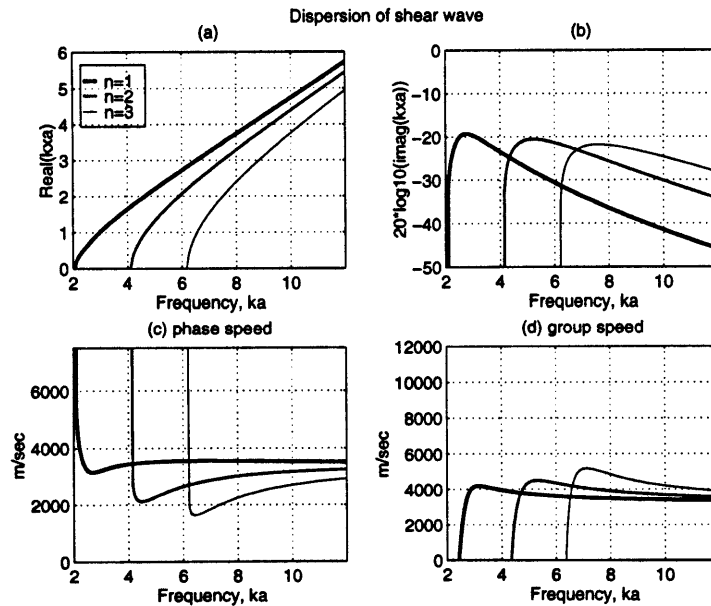 Dispersion of shear wave
(a)
6
5
4
3
2
1
0
Real(kxa)
n=1
n=2
n=3
2 4 6 8 10
Frequency, ka
(b)
0
−10
−20
−30
−40
−50
20*log10(imag(kxa))
2 4 6 8 10
Frequency, ka
(c) phase speed
6000
4000
2000
0
m/sec
2 4 6 8 10
Frequency, ka
(d) group speed
12000
10000
8000
6000
4000
2000
0
m/sec
2 4 6 8 10
Frequency, ka